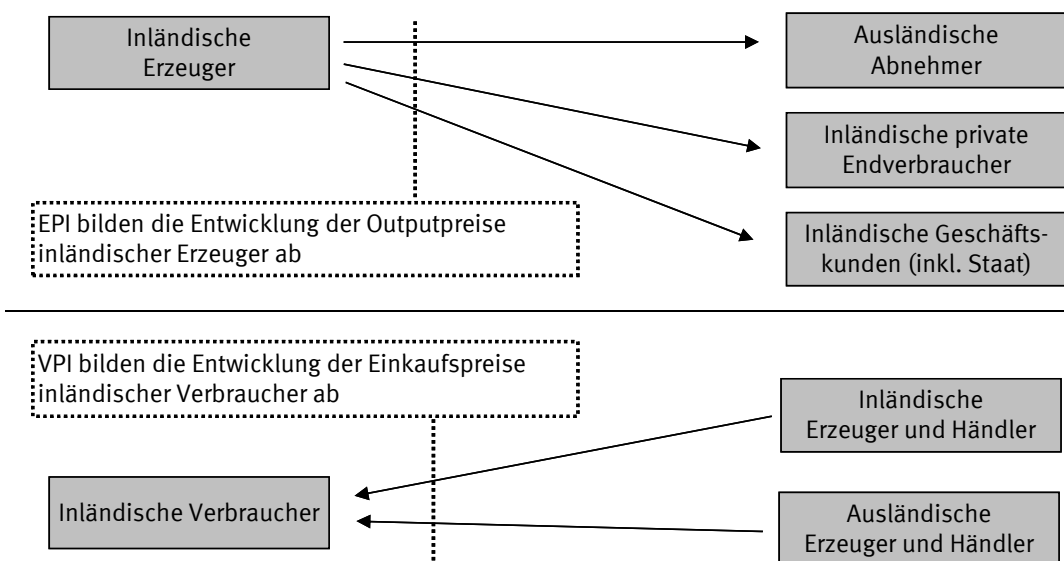 Inländische
Erzeuger
Ausländische
Abnehmer
Inländische private
Endverbraucher
EPI bilden die Entwicklung der Outputpreise
inländischer Erzeuger ab
Inländische Geschäfts-
kunden (inkl. Staat)
VPI bilden die Entwicklung der Einkaufspreise
inländischer Verbraucher ab
Inländische
Erzeuger und Händler
Inländische Verbraucher
Ausländische
Erzeuger und Händler